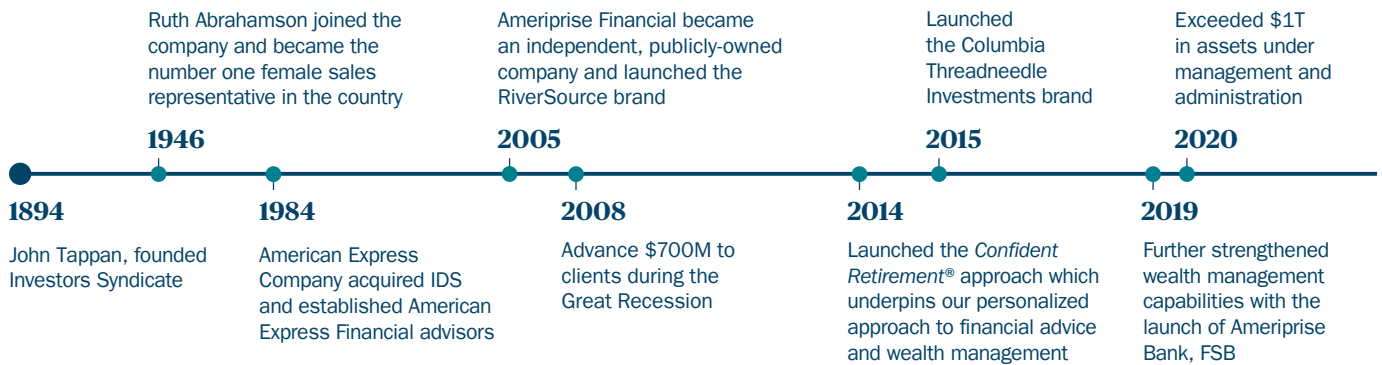 Ruth Abrahamson joined the
company and became the
number one female sales
representative in the country
1946
Ameriprise Financial became
an independent, publicly-owned
company and launched the
RiverSource brand
2005
Launched
the Columbia
Threadneedle
Investments brand
2015
Exceeded $1T
in assets under
management and
administration
2020
1894
John Tappan, founded
Investors Syndicate
1984
American Express
Company acquired IDS
and established American
Express Financial advisors
2008
Advance $700M to
clients during the
Great Recession
2014
Launched the Confident
Retirement® approach which
underpins our personalized
approach to financial advice
and wealth management
2019
Further strengthened
wealth management
capabilities with the
launch of Ameriprise
Bank, FSB